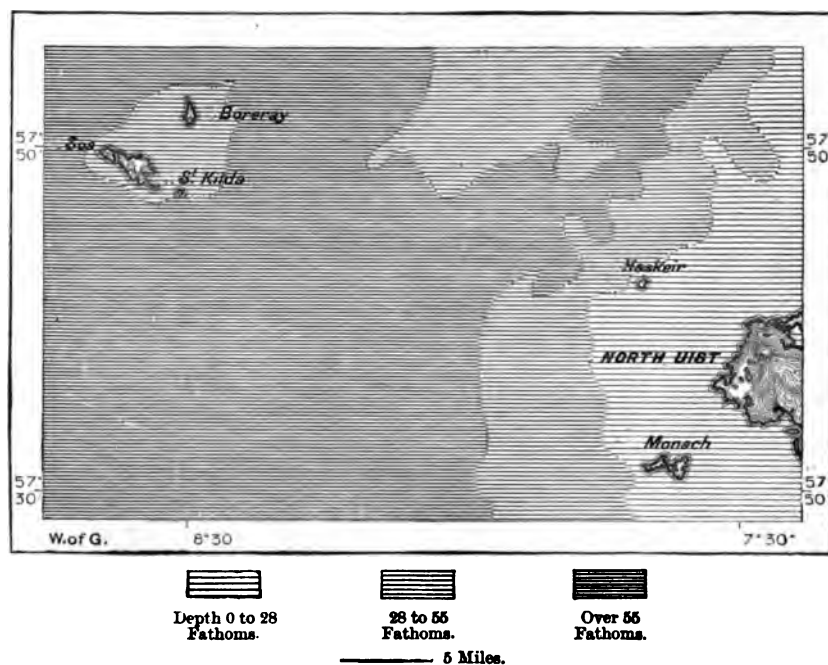 Boreray
57
50
57
50
Soa
St Kilda
Haskeir
NORTH UIST
Monach
57
30
57
30
W. of G.
8° 30
7° 30
Depth 0 to 28
Fathoms.
28 to 55
Fathoms.
Over 55
Fathoms.
5 Miles.